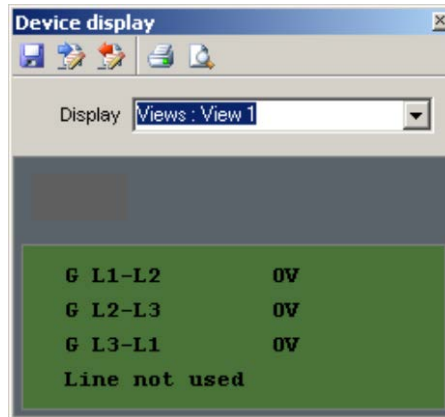 Device display
Display Views : View 1
G L1-L2 0V
G L2-L3 0V
G L3-L1 0V
Line not used